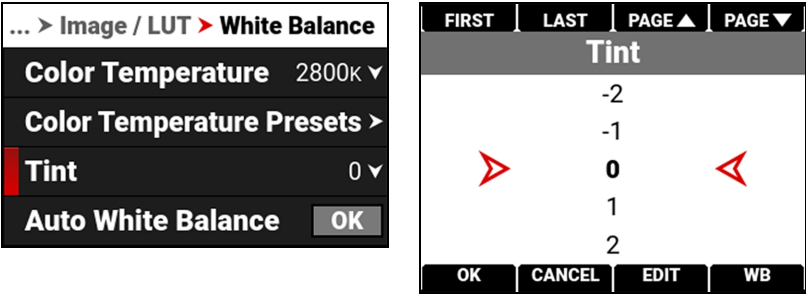 ... > Image / LUT > White Balance
Color Temperature 2800K
Color Temperature Presets >
Tint 0
Auto White Balance OK
FIRST LAST PAGE▲ PAGE▼
Tint
-2
-1
0
1
2
OK CANCEL EDIT WB